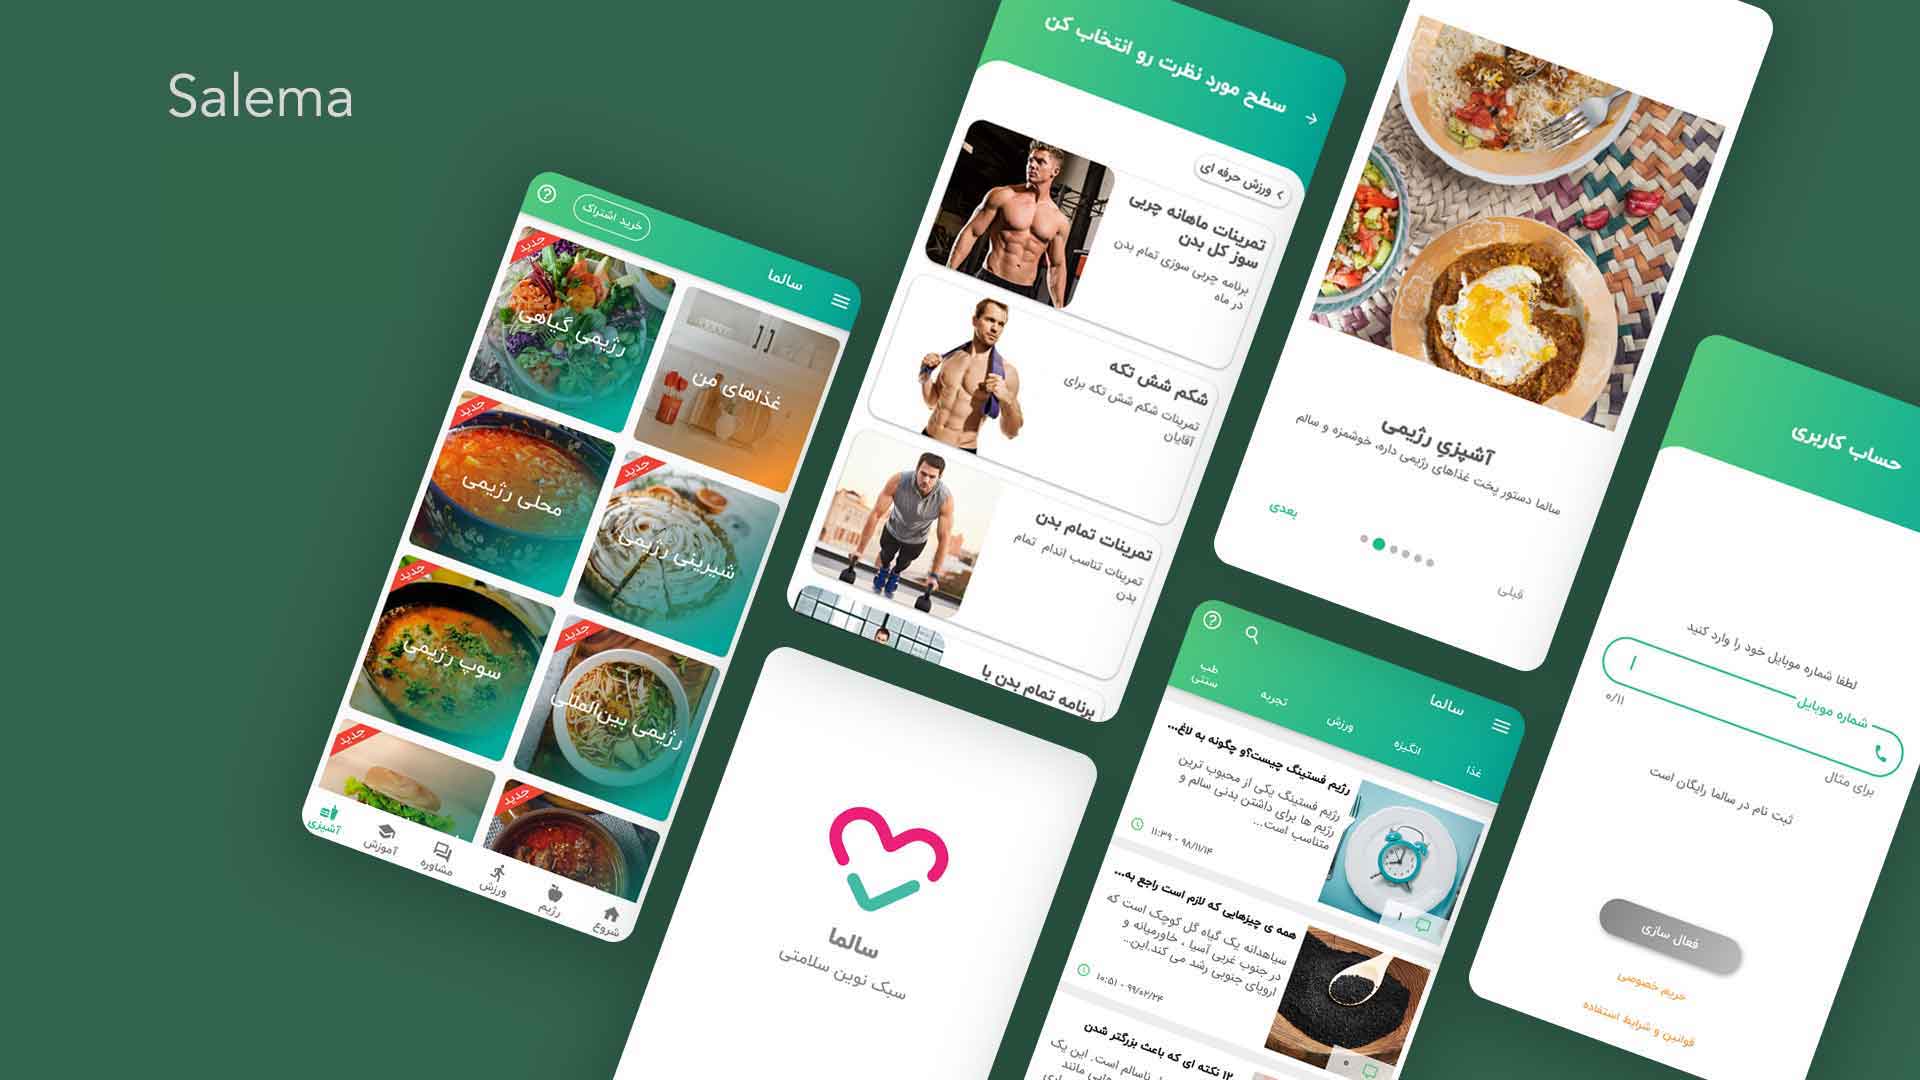 Salema
خرید اشتراک
سالما
جدید
رژیمی گیاهی
غذاهای من
جدید
محلی رژیمی
جدید
شیرینی رژیمی
جدید
سوپ رژیمی
جدید
رژیمی بین‌المللی
جدید
جدید
آشپزی
آموزش
مشاوره
ورزش
رژیم
شروع
سطح مورد نظرت رو انتخاب کن
ورزش حرفه ای
تمرینات ماهانه چربی
سوز کل بدن
برنامه چربی سوزی تمام بدن
در ماه
شکم شش تکه
تمرینات شکم شش تکه برای
آقایان
تمرینات تمام بدن
تمرینات تناسب اندام تمام
بدن
برنامه تمام بدن با
سالما
سبک نوین سلامتی
آشپزیِ رژیمی
سالما دستور پخت غذاهای رژیمی داره، خوشمزه و سالم
بعدی
قبلی
سالما
غذا
انگیزه
ورزش
تجربه
طب
سنتی
رژیم فستینگ چیست؟و چگونه به لاغ...
رژیم فستینگ یکی از محبوب ترین
رژیم ها برای داشتن بدنی سالم و
متناسب است...
۹۸/۱۱/۱۴ - ۱۱:۳۹
۱
همه ی چیزهایی که لازم است راجع به...
سیاهدانه یک گیاه گل کوچک است که
در جنوب غربی آسیا ، خاورمیانه و
اروپای جنوبی رشد می کند.این...
۹۹/۰۲/۲۴ - ۱۰:۵۱
۰
۱۲ نکته ای که باعث بزرگتر شدن
ناسالم است. این یک
حساب کاربری
لطفا شماره موبایل خود را وارد کنید
شماره موبایل
۰/۱۱
برای مثال
ثبت نام در سالما رایگان است
فعال سازی
حریم خصوصی
قوانین و شرایط استفاده